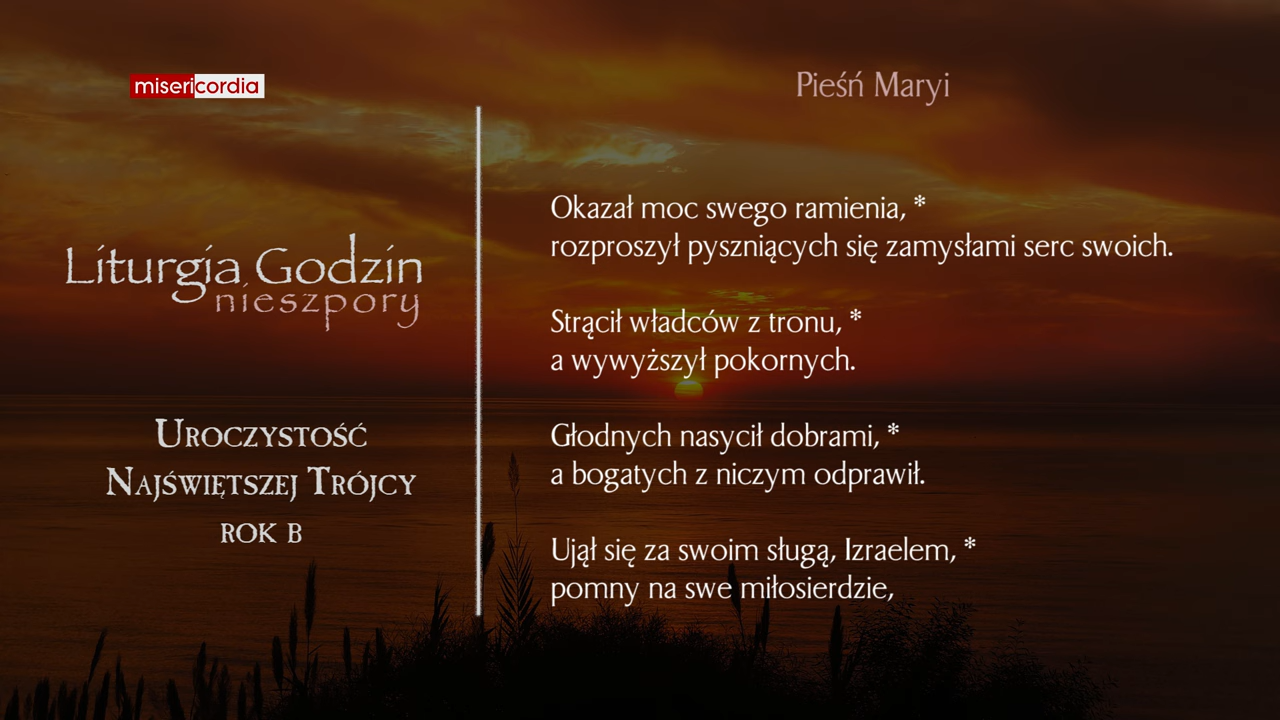 misericordia
Liturgia Godzin
nieszpory
Uroczystość
Najświętszej Trójcy
rok b
Pieśń Maryi
Okazał moc swego ramienia, *
rozproszył pyszniących się zamysłami serc swoich.
Strącił władców z tronu, *
a wywyższył pokornych.
Głodnych nasycił dobrami, *
a bogatych z niczym odprawił.
Ujął się za swoim sługą, Izraelem, *
pomny na swe miłosierdzie,